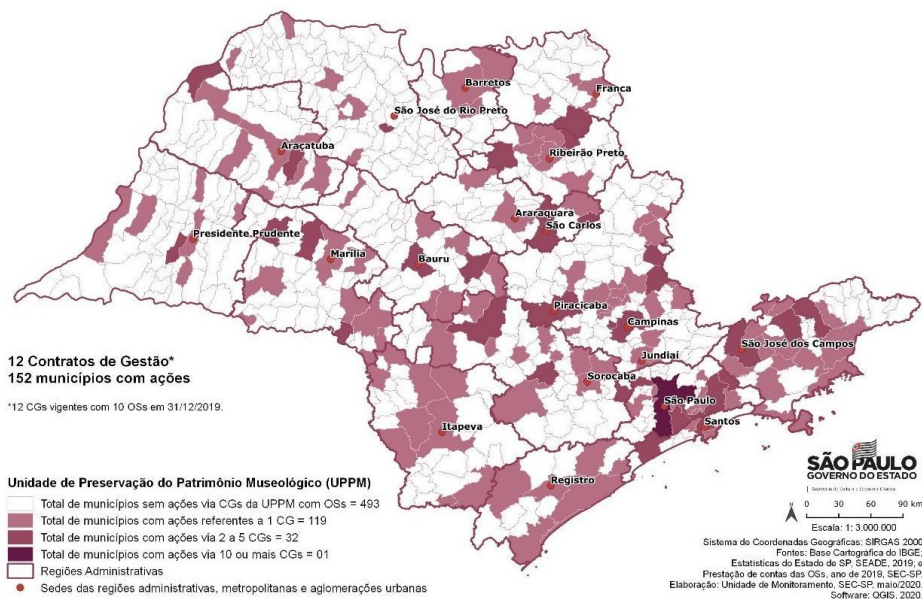 Barretos
Franca
São José do Rio Preto
Araçatuba
Ribeirão Preto
Araraquara
São Carlos
Presidente Prudente
Marília
Bauru
Piracicaba
Campinas
São José dos Campos
Jundiaí
Sorocaba
São Paulo
Santos
Itapeva
Registro
12 Contratos de Gestão*
152 municípios com ações
*12 CGs vigentes com 10 OSs em 31/12/2019.
Unidade de Preservação do Patrimônio Museológico (UPPM)
Total de municípios sem ações via CGs da UPPM com OSs = 493
Total de municípios com ações referentes a 1 CG = 119
Total de municípios com ações via 2 a 5 CGs = 32
Total de municípios com ações via 10 ou mais CGs = 01
Regiões Administrativas
Sedes das regiões administrativas, metropolitanas e aglomerações urbanas
SÃO PAULO
GOVERNO DO ESTADO
Secretaria de Cultura e Economia Criativa
0 30 60 90 km
Escala: 1: 3.000.000
Sistema de Coordenadas Geográficas: SIRGAS 2000
Fontes: Base Cartográfica do IBGE;
Estatísticas do Estado de SP, SEADE, 2019; e
Prestação de contas das OSs, ano de 2019, SEC-SP.
Elaboração: Unidade de Monitoramento, SEC-SP, maio/2020.
Software: QGIS, 2020.